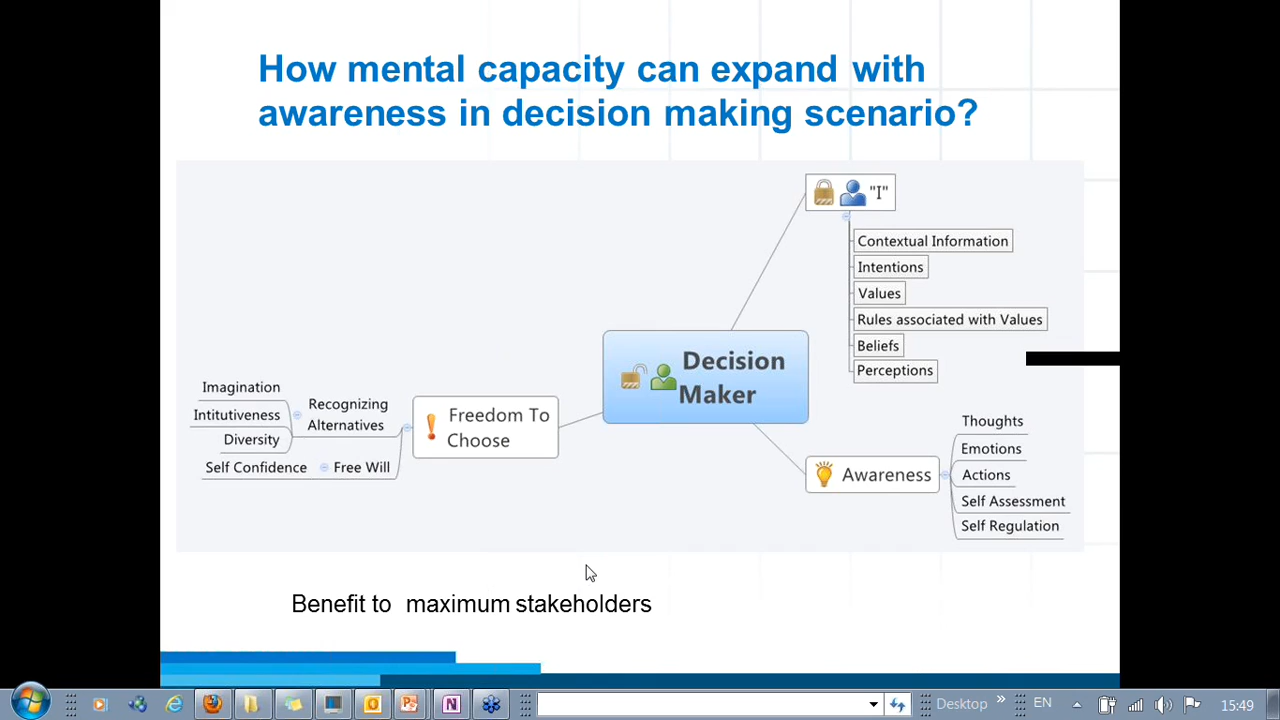 How mental capacity can expand with
awareness in decision making scenario?
"I"
Contextual Information
Intentions
Values
Rules associated with Values
Beliefs
Perceptions
Decision
Maker
Imagination
Intitutiveness
Diversity
Recognizing
Alternatives
Self Confidence
Free Will
Freedom To
Choose
Awareness
Thoughts
Emotions
Actions
Self Assessment
Self Regulation
Benefit to maximum stakeholders
Desktop
EN
15:49